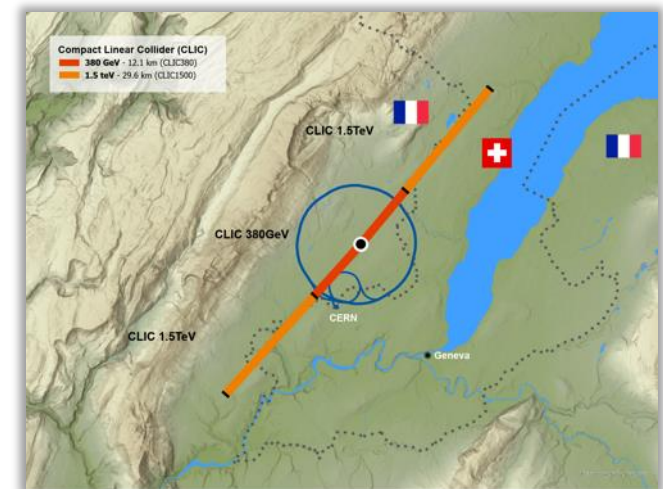 Compact Linear Collider (CLIC)
380 GeV - 12.1 km (CLIC380)
1.5 teV - 29.6 km (CLIC1500)
CLIC 1.5TeV
CLIC 380GeV
CERN
CLIC 1.5TeV
Geneva